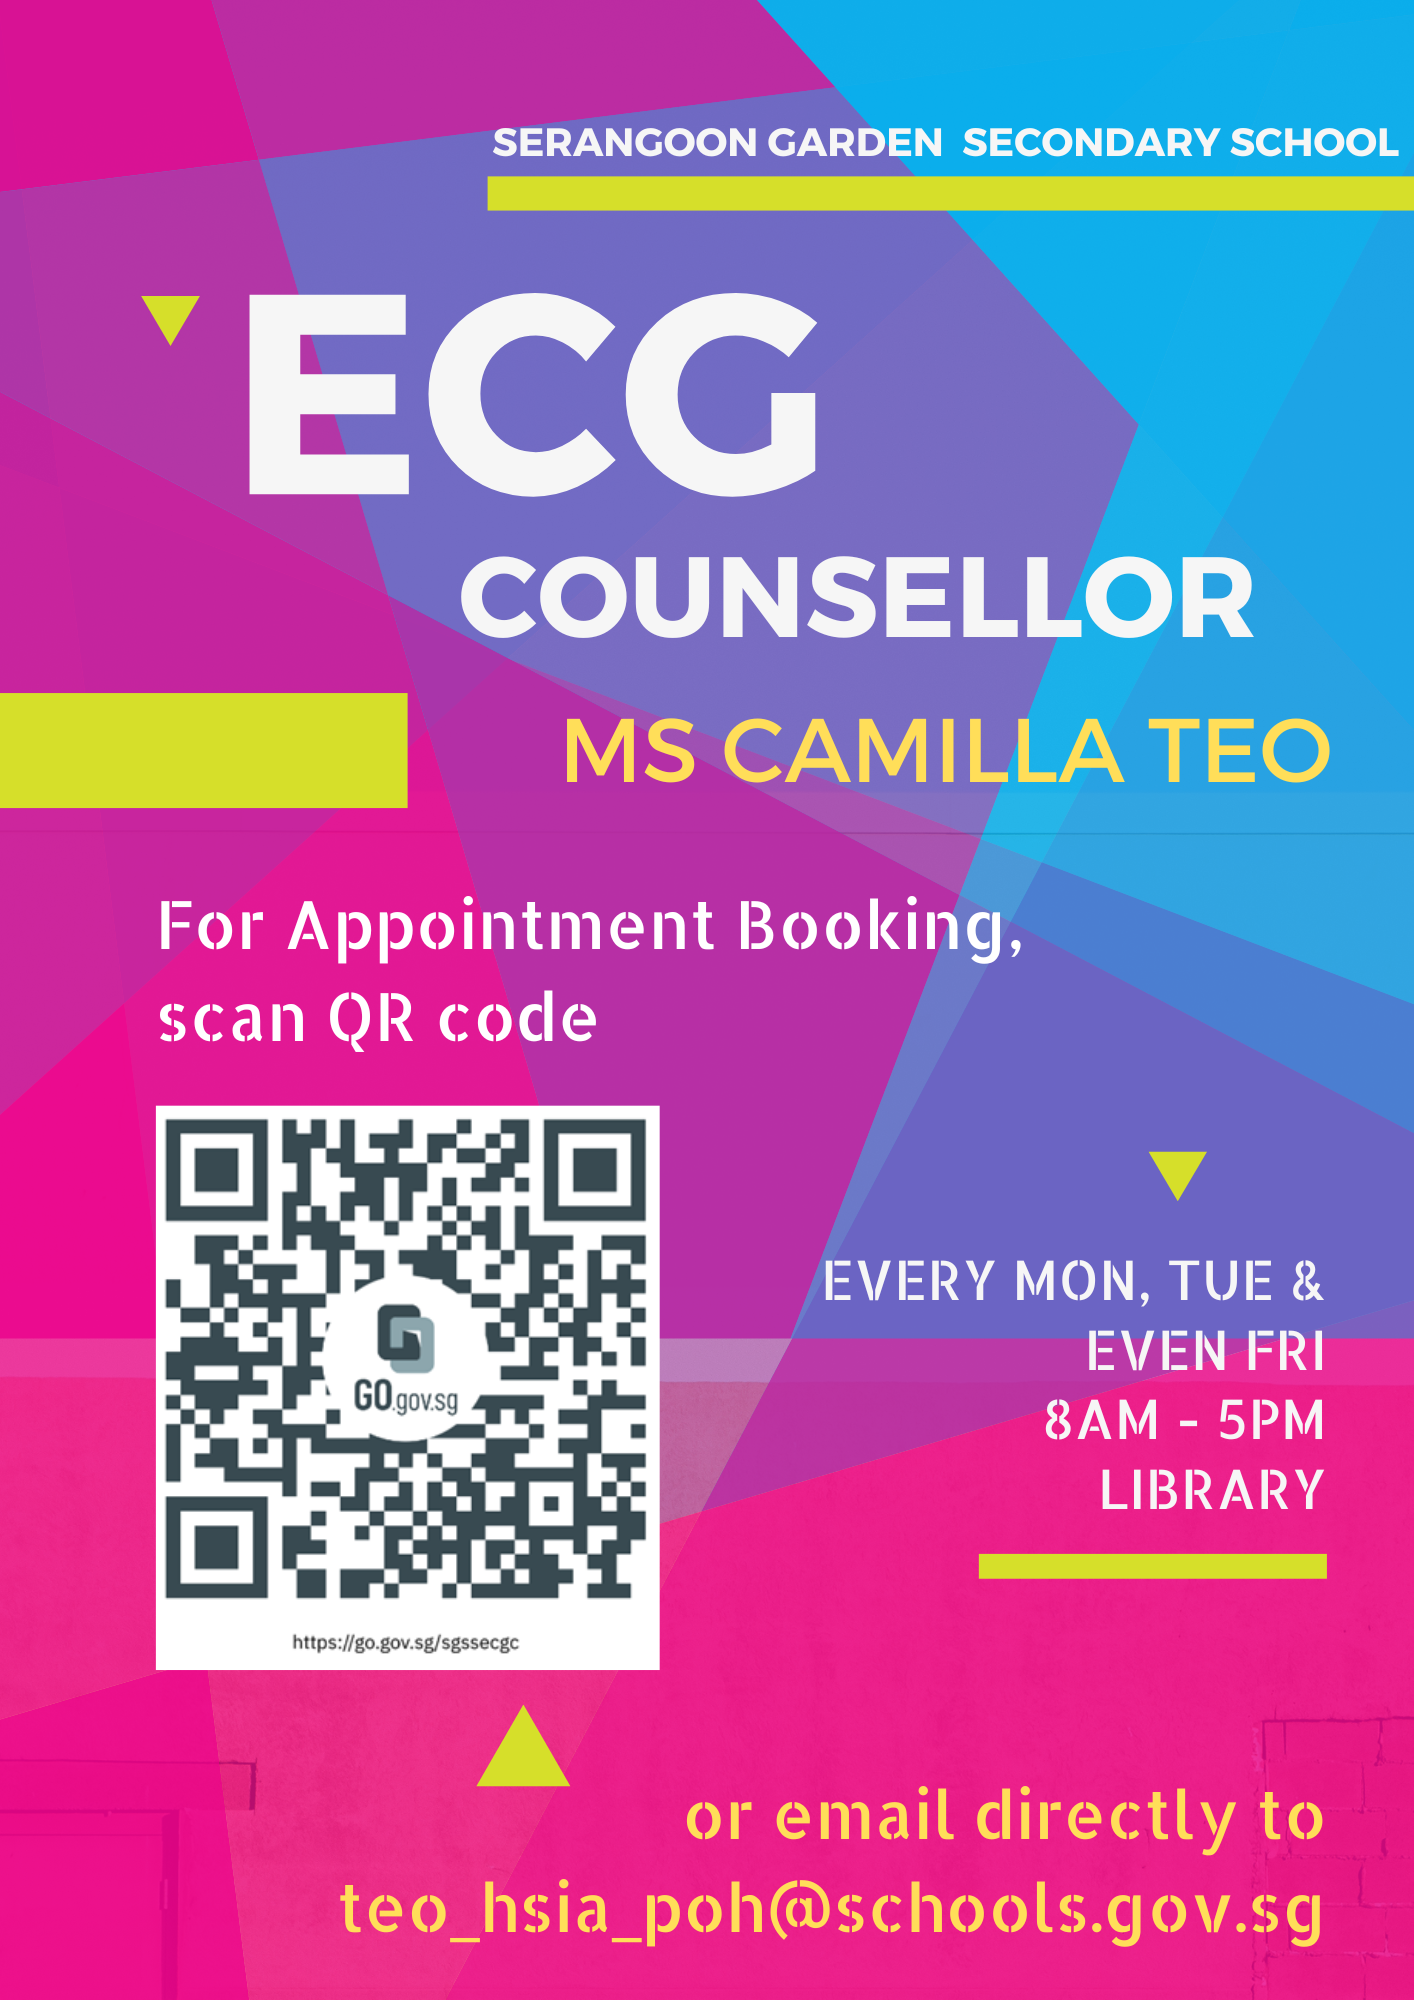 SERANGOON GARDEN SECONDARY SCHOOL
ECG
COUNSELLOR
MS CAMILLA TEO
For Appointment Booking,
scan QR code
GO.gov.sg
https://go.gov.sg/sgssecgc
EVERY MON, TUE &
EVEN FRI
8AM - 5PM
LIBRARY
or email directly to
teo_hsia_poh@schools.gov.sg